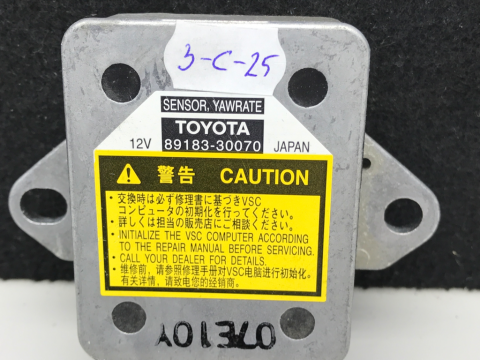 3-C-25
SENSOR, YAWRATE
TOYOTA
12V 89183-30070 JAPAN
警告 CAUTION
・交換時は必ず修理書に基づきVSC
コンピュータの初期化を行ってください。
・詳しくは担当の販売店にご相談ください。
・INITIALIZE THE VSC COMPUTER ACCORDING
TO THE REPAIR MANUAL BEFORE SERVICING.
・CALL YOUR DEALER FOR DETAILS.
・维修前，请参照修理手册对VSC电脑进行初始化。
有关详情，请致电您的经销商。
07E10Y